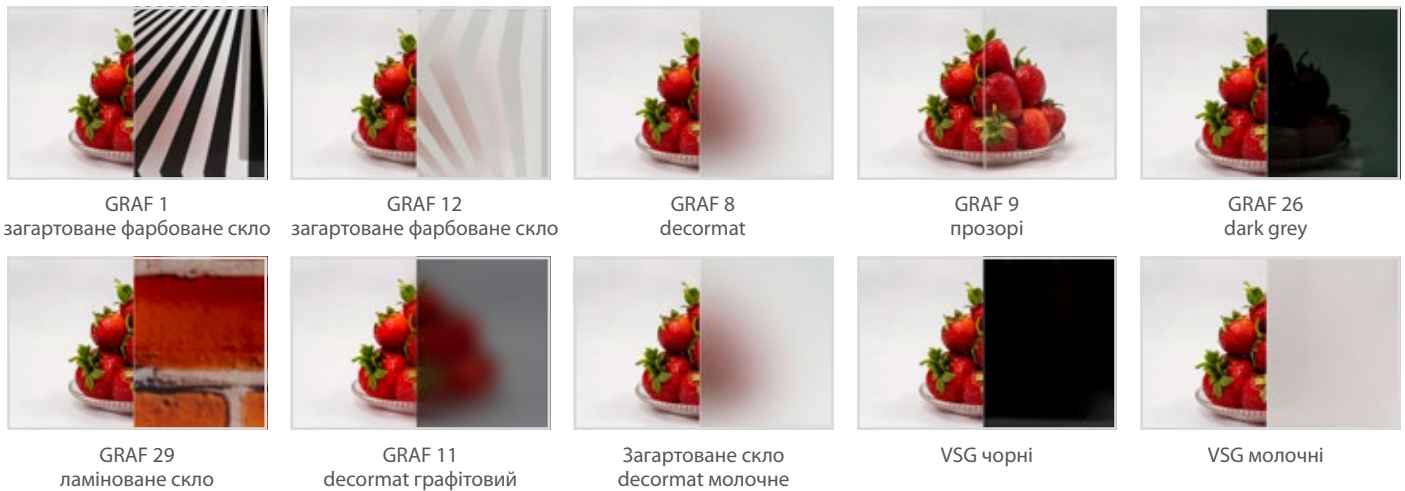 GRAF 1
загартоване фарбоване скло
GRAF 12
загартоване фарбоване скло
GRAF 8
decormat
GRAF 9
прозорі
GRAF 26
dark grey
GRAF 29
ламіноване скло
GRAF 11
decormat графітовий
Загартоване скло
decormat молочне
VSG чорні
VSG молочні